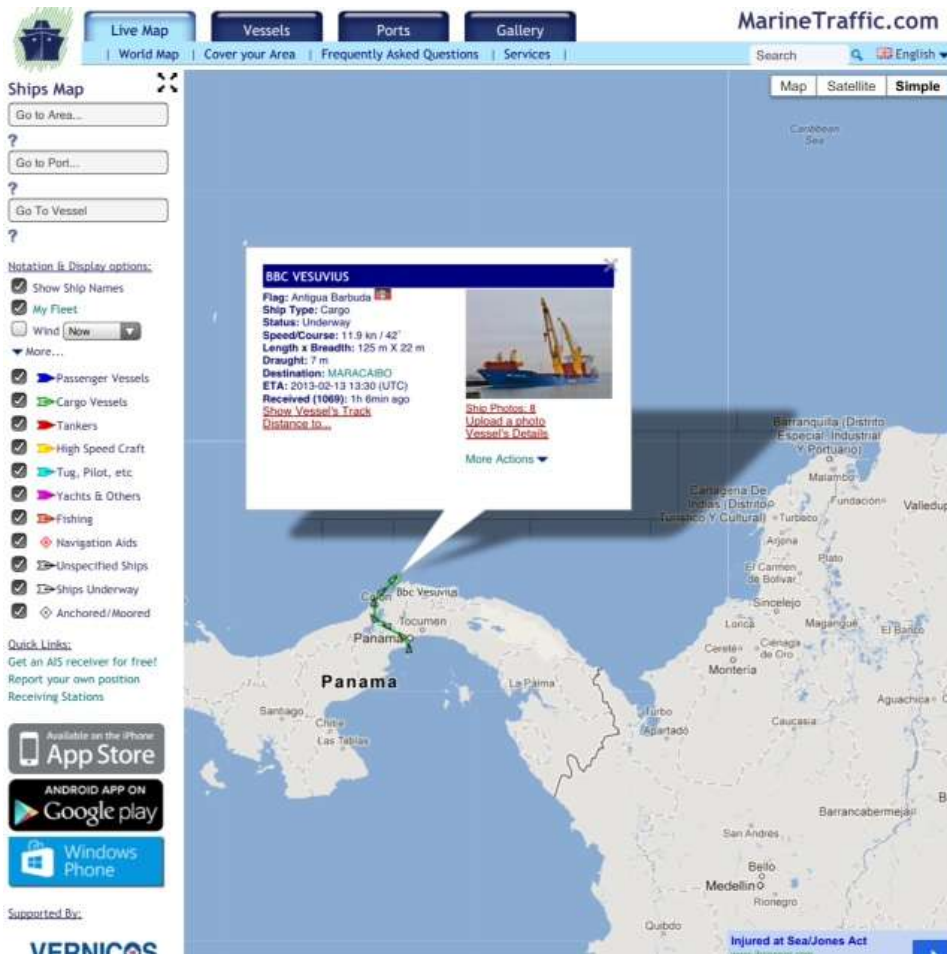 Live Map
Vessels
Ports
Gallery
MarineTraffic.com
| World Map | Cover your Area | Frequently Asked Questions | Services |
Search
English
Ships Map
Go to Area...
?
Go to Port...
?
Go To Vessel
?
Notation & Display options:
Show Ship Names
My Fleet
Wind Now
More...
Passenger Vessels
Cargo Vessels
Tankers
High Speed Craft
Tug, Pilot, etc
Yachts & Others
Fishing
Navigation Aids
Unspecified Ships
Ships Underway
Anchored/Moored
Quick Links:
Get an AIS receiver for free!
Report your own position
Receiving Stations
Available on the iPhone
App Store
ANDROID APP ON
Google play
Windows
Phone
Supported By:
VERNICOS
Map Satellite Simple
Caribbean
Sea
BBC VESUVIUS
Flag: Antigua Barbuda
Ship Type: Cargo
Status: Underway
Speed/Course: 11.9 kn / 42˚
Length x Breadth: 125 m X 22 m
Draught: 7 m
Destination: MARACAIBO
ETA: 2013-02-13 13:30 (UTC)
Received (1069): 1h 6min ago
Show Vessel's Track
Distance to...
Ship Photos: 8
Upload a photo
Vessel's Details
More Actions
Barranquilla (Distrito
Especial, Industrial
Y Portuario)
Malambo
Cartagena De
Indias (Distrito
Turistico Y Cultural)
Fundación
Valledup
Turbaco
Arjona
Plato
El Carmen
de Bolivar
Sincelejo
Lorica
Magangué
El Banco
Cereté
Ciénaga
de Oro
Montería
Colón
Bbc Vesuvius
Tocumen
Panamá
Panama
La Palma
Santiago
Chitré
Las Tablas
Turbo
Apartadó
Caucasia
Aguachica
Barrancabermeja
San Andrés
Bello
Medellín
Rionegro
Quibdo
Injured at Sea/Jones Act